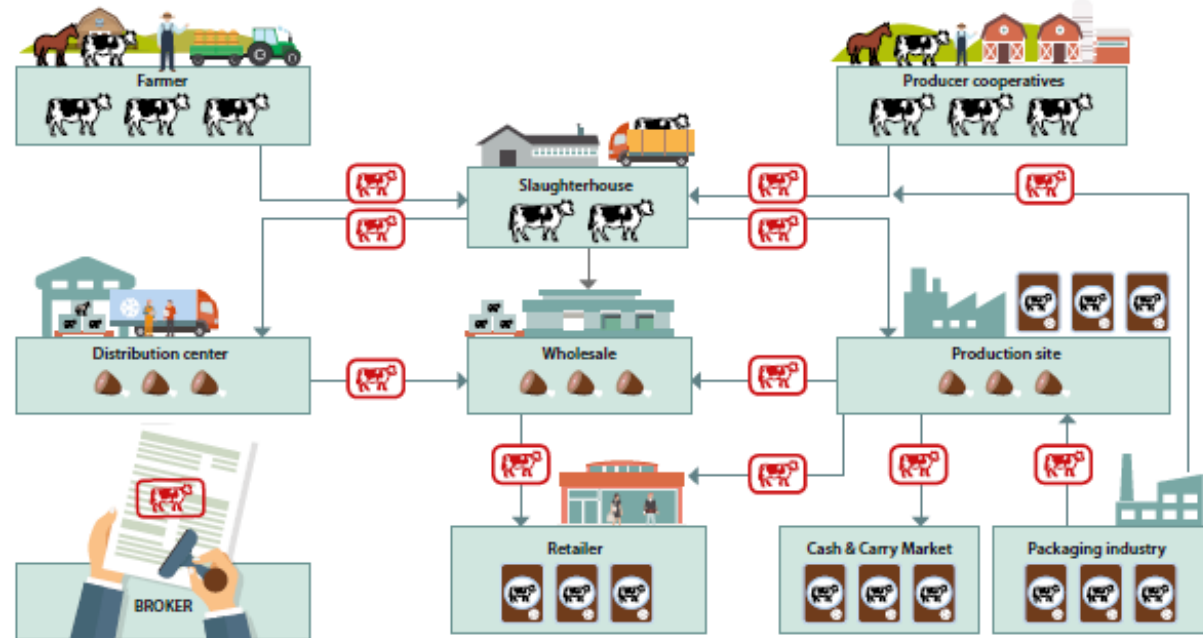 Farmer
Producer cooperatives
Slaughterhouse
Distribution center
Wholesale
Production site
Retailer
Cash & Carry Market
Packaging industry
BROKER